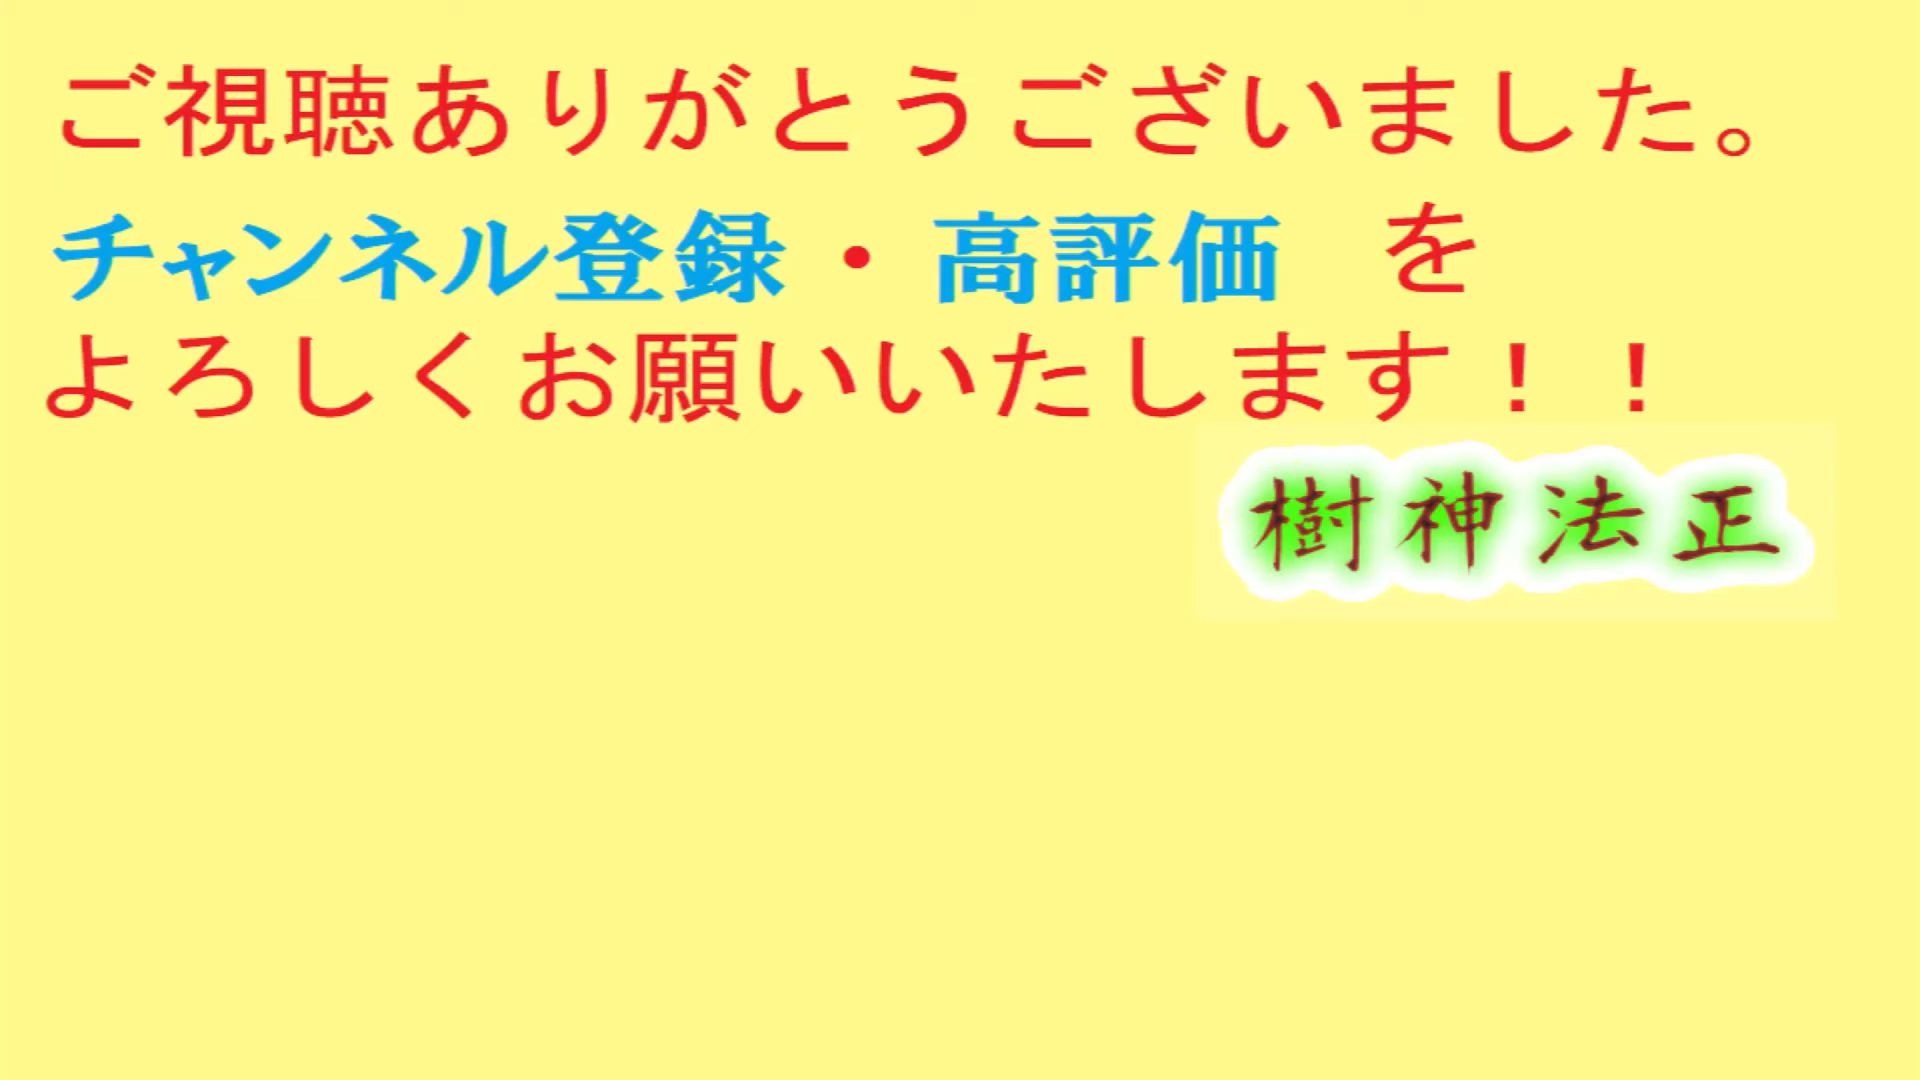 ご視聴ありがとうございました。
チャンネル登録・高評価　を
よろしくお願いいたします！！
樹神法正